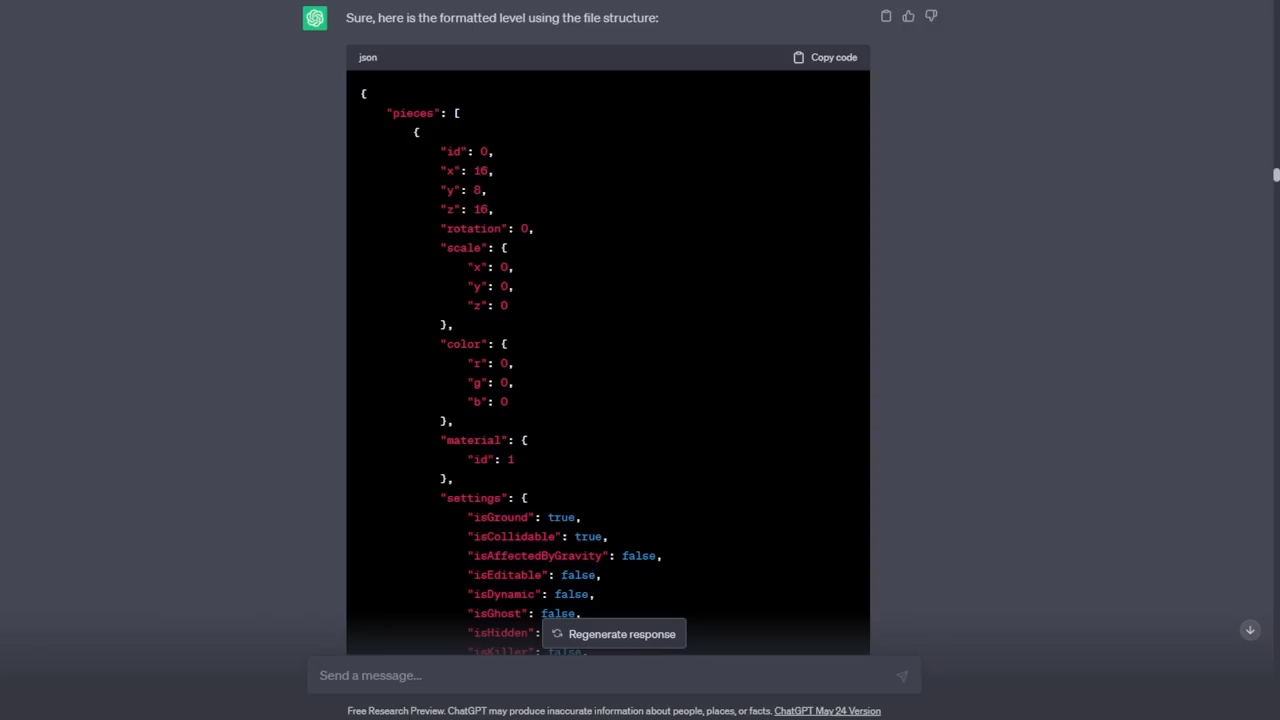 Sure, here is the formatted level using the file structure:
json
Copy code
{
"pieces": [
{
"id": 0,
"x": 16,
"y": 8,
"z": 16,
"rotation": 0,
"scale": {
"x": 0,
"y": 0,
"z": 0
},
"color": {
"r": 0,
"g": 0,
"b": 0
},
"material": {
"id": 1
},
"settings": {
"isGround": true,
"isCollidable": true,
"isAffectedByGravity": false,
"isEditable": false,
"isDynamic": false,
"isGhost": false,
"isHidden":
Regenerate response
"isKiller": false,
Send a message...
Free Research Preview. ChatGPT may produce inaccurate information about people, places, or facts. ChatGPT May 24 Version